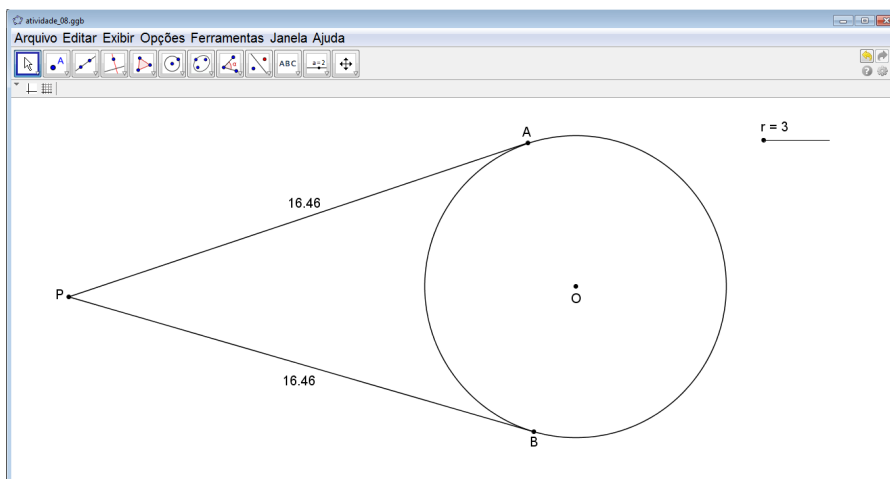 atividade_08.ggb
Arquivo Editar Exibir Opções Ferramentas Janela Ajuda
A
α
ABC
a=2
r = 3
A
16.46
P
O
16.46
B